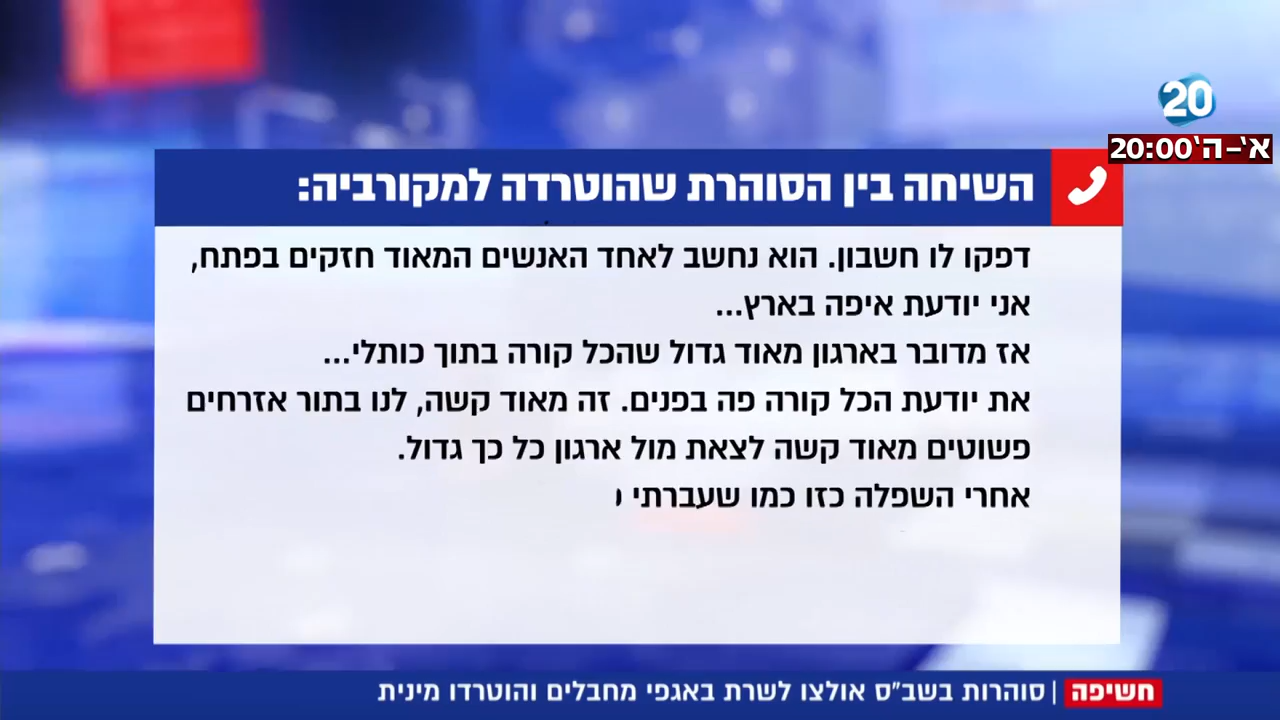 20
א'-ה' 20:00
השיחה בין הסוהרת שהוטרדה למקורביה:
דפקו לו חשבון. הוא נחשב לאחד האנשים המאוד חזקים בפתח,
אני יודעת איפה בארץ...
אז מדובר בארגון מאוד גדול שהכל קורה בתוך כותלי...
את יודעת הכל קורה פה בפנים. זה מאוד קשה, לנו בתור אזרחים
פשוטים מאוד קשה לצאת מול ארגון כל כך גדול.
אחרי השפלה כזו כמו שעברתי
חשיפה | סוהרות בשב"ס אולצו לשרת באגפי מחבלים והוטרדו מינית